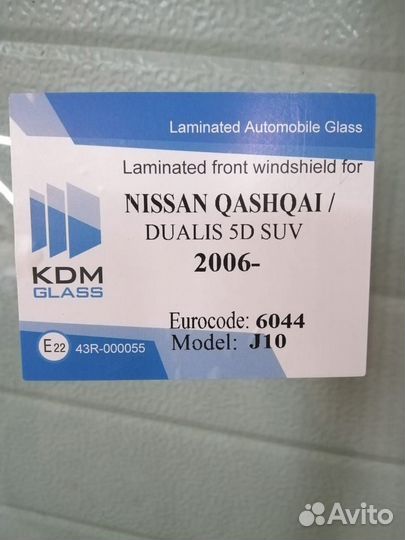 Laminated Automobile Glass
Laminated front windshield for
NISSAN QASHQAI /
DUALIS 5D SUV
2006-
KDM
GLASS
Eurocode: 6044
Model: J10
E22 43R-000055
Avito